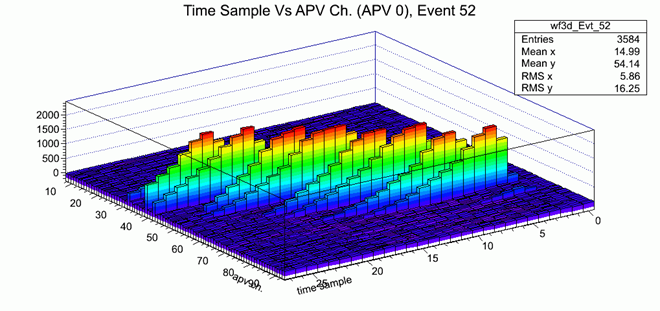 Time Sample Vs APV Ch. (APV 0), Event 52
wf3d_Evt_52
Entries 3584
Mean x 14.99
Mean y 54.14
RMS x 5.86
RMS y 16.25
2000
1500
1000
500
0
10
20
30
40
50
60
70
80
90
apv ch.
time sample
25
20
15
10
5
0